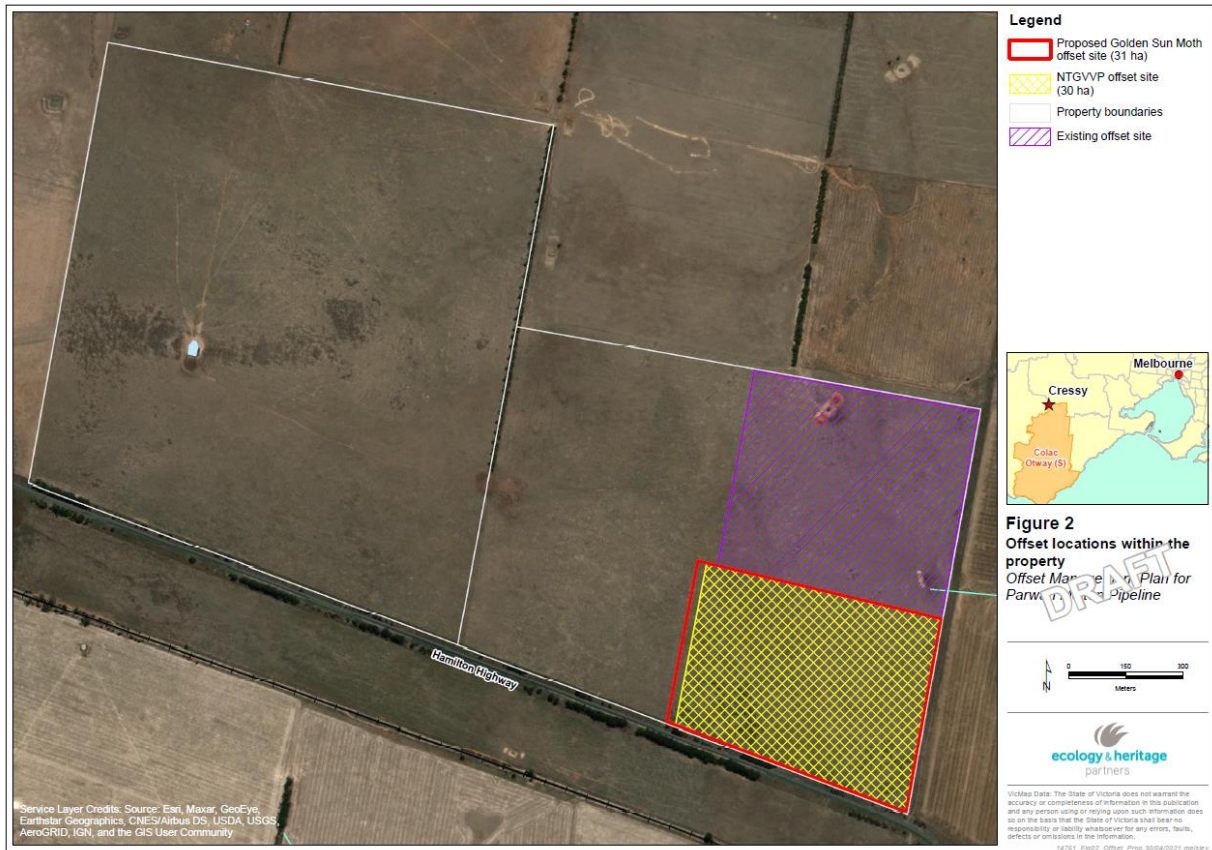 Legend
Proposed Golden Sun Moth
offset site (31 ha)
NTGVVP offset site
(30 ha)
Property boundaries
Existing offset site
Hamilton Highway
Melbourne
Cressy
Colac
Otway (S)
Figure 2
Offset locations within the
property
Offset Plan for
Pipeline
DRAFT
0 150 300
Meters
N
ecology & heritage
partners
VicMap Data: The State of Victoria does not warrant the
accuracy or completeness of information in this publication
and any person using or relying upon such information does
so on the basis that the State of Victoria shall bear no
responsibility or liability whatsoever for any errors, faults,
defects or omissions in the information.
Service Layer Credits: Source: Esri, Maxar, GeoEye,
Earthstar Geographics, CNES/Airbus DS, USDA, USGS,
AeroGRID, IGN, and the GIS User Community